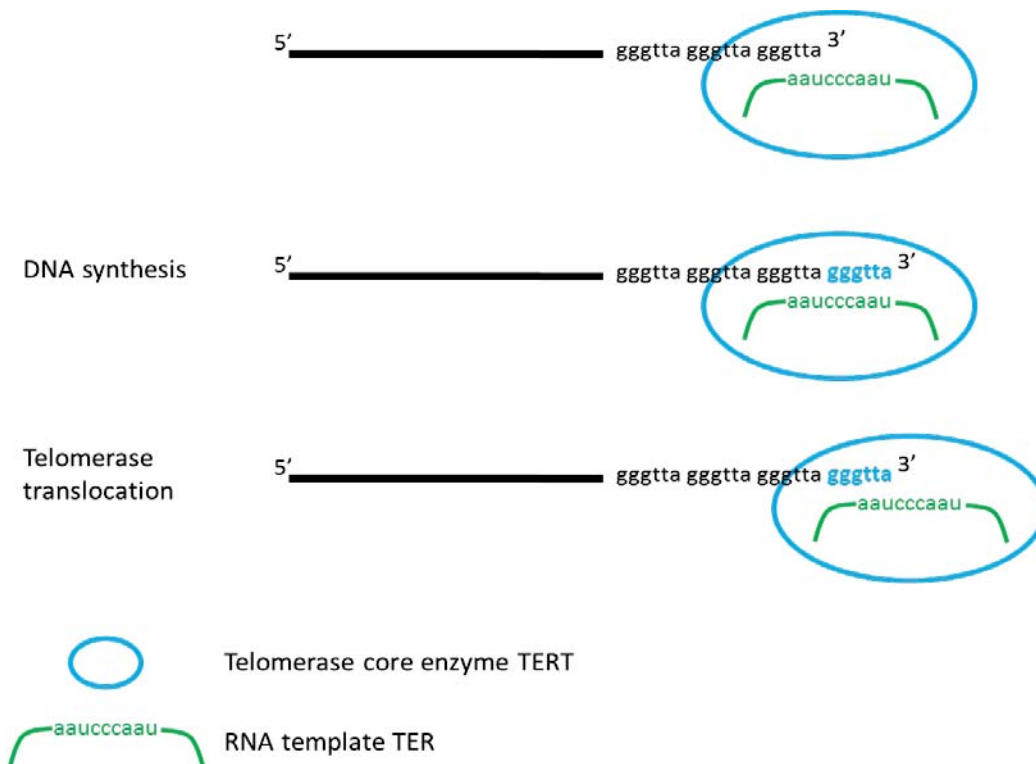 5’ gggtta gggtta gggtta 3’
aaucccaau
DNA synthesis 5’ gggtta gggtta gggtta gggtta 3’
aaucccaau
Telomerase
translocation 5’ gggtta gggtta gggtta gggtta 3’
aaucccaau
Telomerase core enzyme TERT
aaucccaau RNA template TER